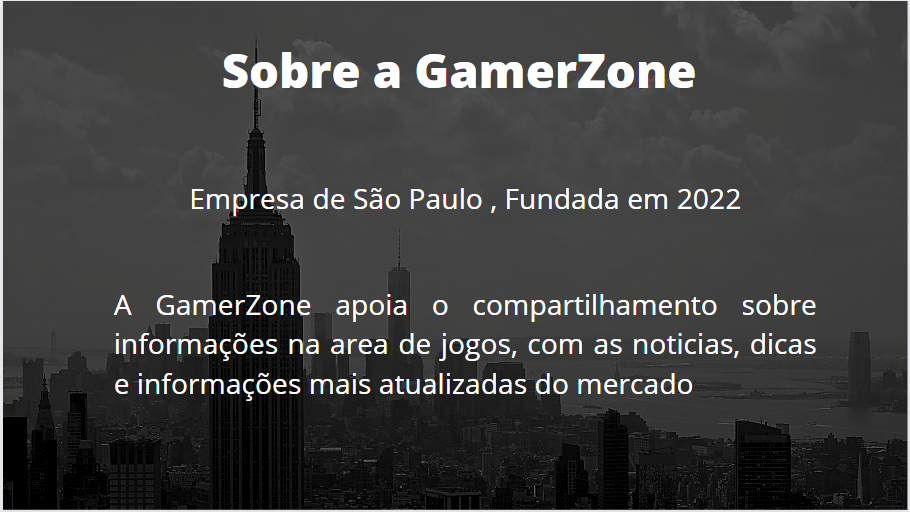 Sobre a GamerZone
Empresa de São Paulo , Fundada em 2022
A GamerZone apoia o compartilhamento sobre
informações na area de jogos, com as noticias, dicas
e informações mais atualizadas do mercado